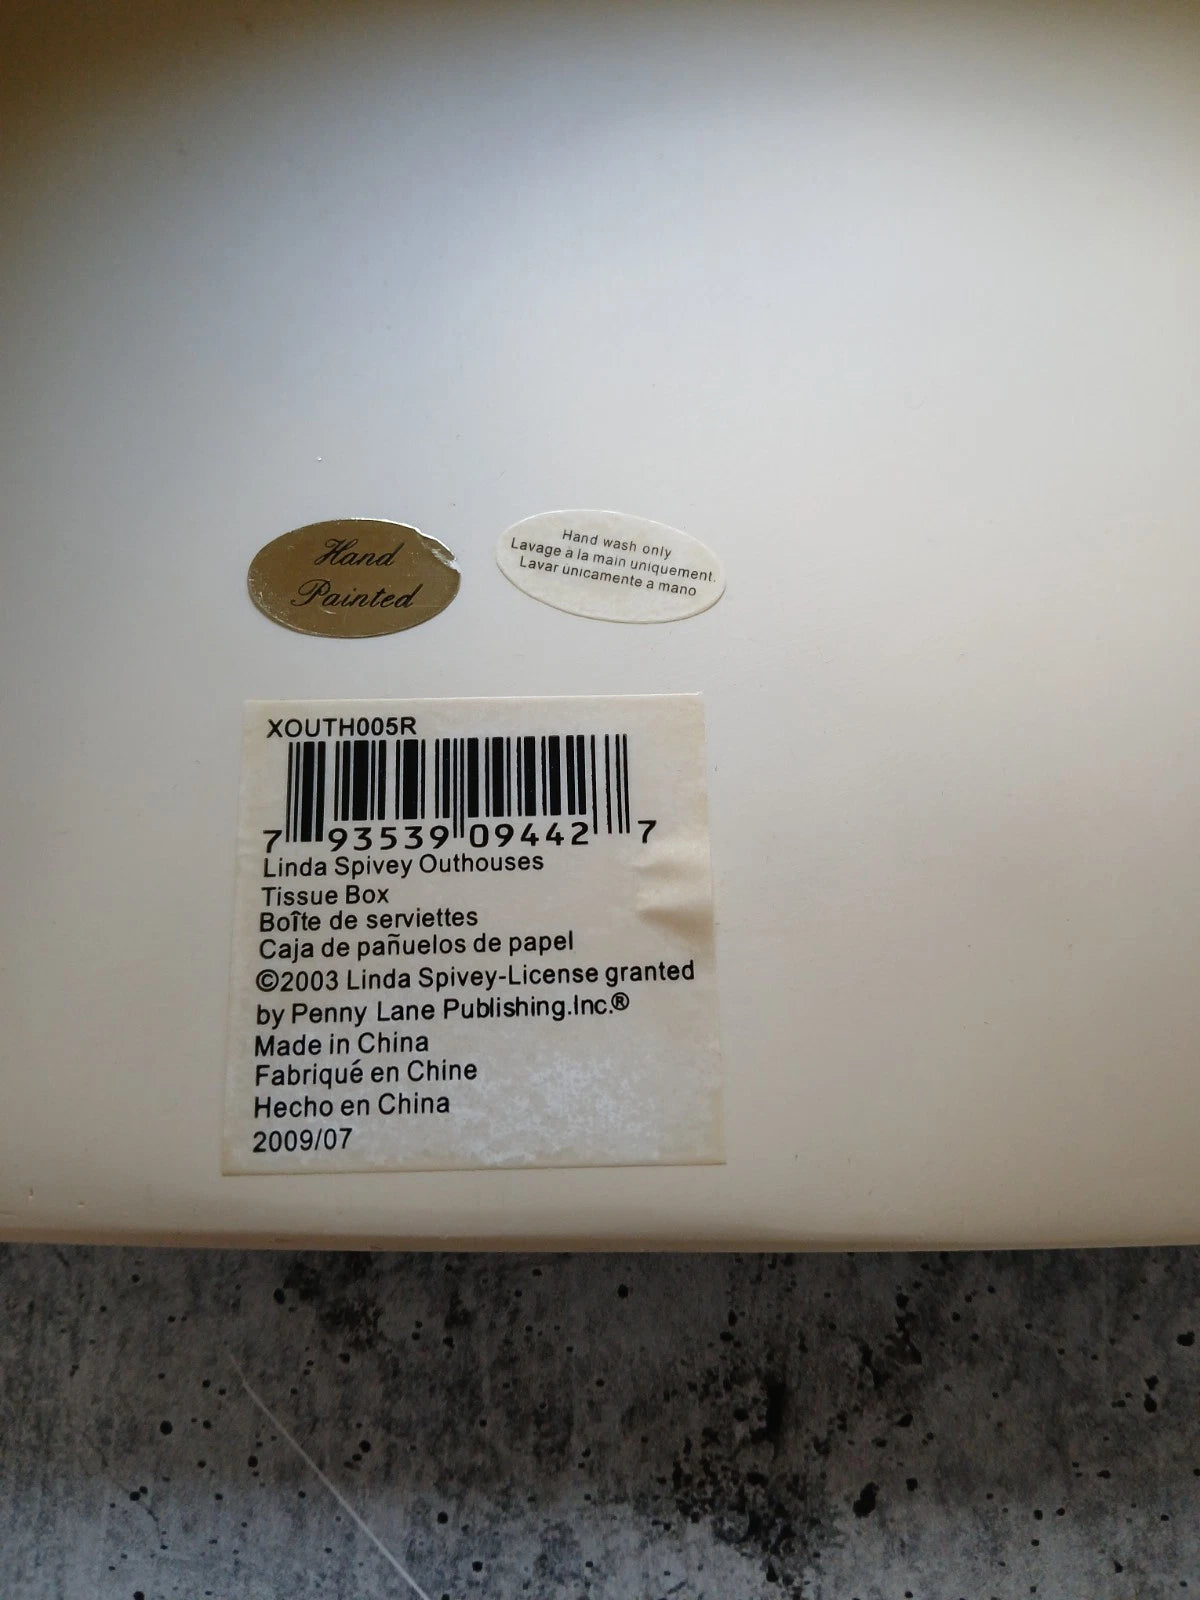 Hand
Painted
Hand wash only
Lavage a la main uniquement.
Lavar unicamente a mano
XOUTH005R
7 93539 09442 7
Linda Spivey Outhouses
Tissue Box
Boîte de serviettes
Caja de pañuelos de papel
©2003 Linda Spivey-License granted
by Penny Lane Publishing.Inc.®
Made in China
Fabriqué en Chine
Hecho en China
2009/07